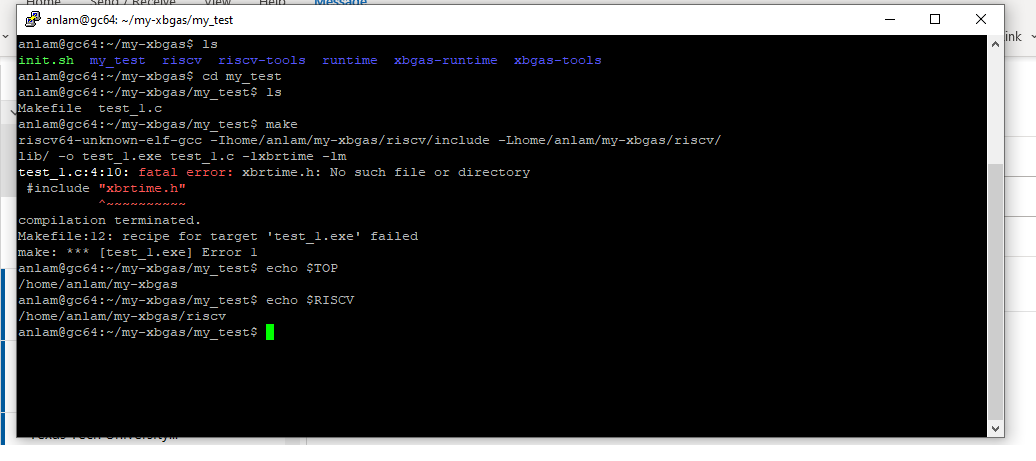 Home Send / Receive View Help Message
anlam@gc64: ~/my-xbgas/my_test
ink
anlam@gc64:~/my-xbgas$ ls
init.sh my_test riscv riscv-tools runtime xbgas-runtime xbgas-tools
anlam@gc64:~/my-xbgas$ cd my_test
anlam@gc64:~/my-xbgas/my_test$ ls
Makefile test_1.c
anlam@gc64:~/my-xbgas/my_test$ make
riscv64-unknown-elf-gcc -Ihome/anlam/my-xbgas/riscv/include -Lhome/anlam/my-xbgas/riscv/
lib/ -o test_1.exe test_1.c -lxbrtime -lm
test_1.c:4:10: fatal error: xbrtime.h: No such file or directory
#include "xbrtime.h"
^~~~~~~~~~~
compilation terminated.
Makefile:12: recipe for target 'test_1.exe' failed
make: *** [test_1.exe] Error 1
anlam@gc64:~/my-xbgas/my_test$ echo $TOP
/home/anlam/my-xbgas
anlam@gc64:~/my-xbgas/my_test$ echo $RISCV
/home/anlam/my-xbgas/riscv
anlam@gc64:~/my-xbgas/my_test$
Texas Tech University...